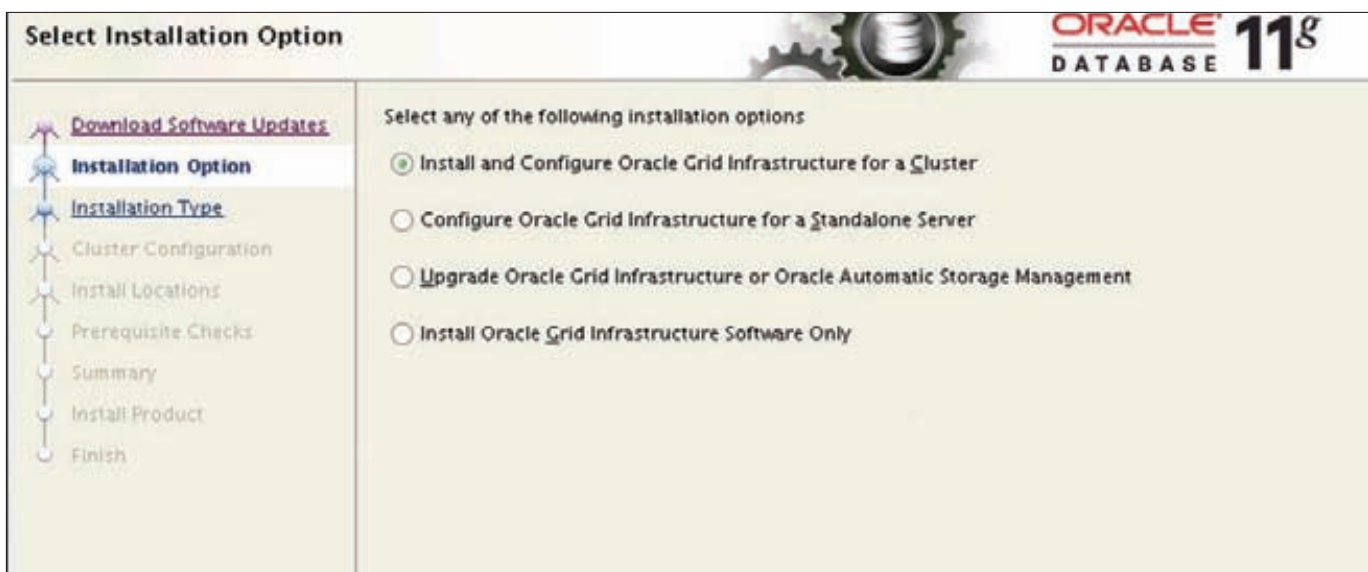 Select Installation Option
ORACLE
DATABASE 11g
Download Software Updates
Installation Option
Installation Type
Cluster Configuration
Install Locations
Prerequisite Checks
Summary
Install Product
Finish
Select any of the following installation options
Install and Configure Oracle Grid Infrastructure for a Cluster
Configure Oracle Grid Infrastructure for a Standalone Server
Upgrade Oracle Grid Infrastructure or Oracle Automatic Storage Management
Install Oracle Grid Infrastructure Software Only